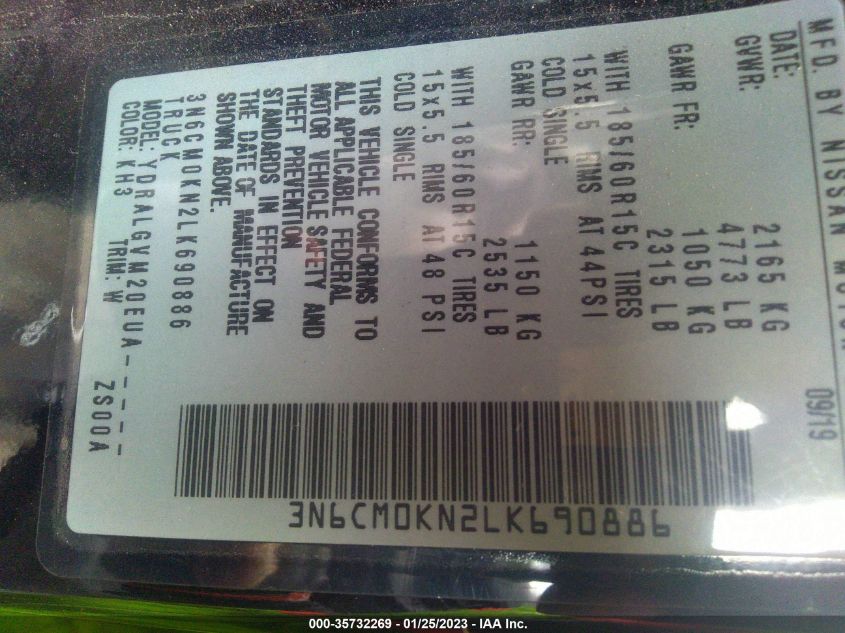 MFD. BY NISSAN MOTOR
DATE: 09/19
GVWR: 2165 KG
4773 LB
GAWR FR: 1050 KG
2315 LB
WITH 185/60R15C TIRES
15x5.5 RIMS AT 44PSI
COLD SINGLE
GAWR RR: 1150 KG
2535 LB
WITH 185/60R15C TIRES
15x5.5 RIMS AT 48 PSI
COLD SINGLE
THIS VEHICLE CONFORMS TO
ALL APPLICABLE FEDERAL
MOTOR VEHICLE SAFETY AND
THEFT PREVENTION
STANDARDS IN EFFECT ON
THE DATE OF MANUFACTURE
SHOWN ABOVE.
3N6CM0KN2LK690886
TRUCK
MODEL: YDRALGVM20EUA-----
COLOR: KH3 TRIM: W ZS00A
3N6CM0KN2LK690886
000-35732269 - 01/25/2023 - IAA Inc.